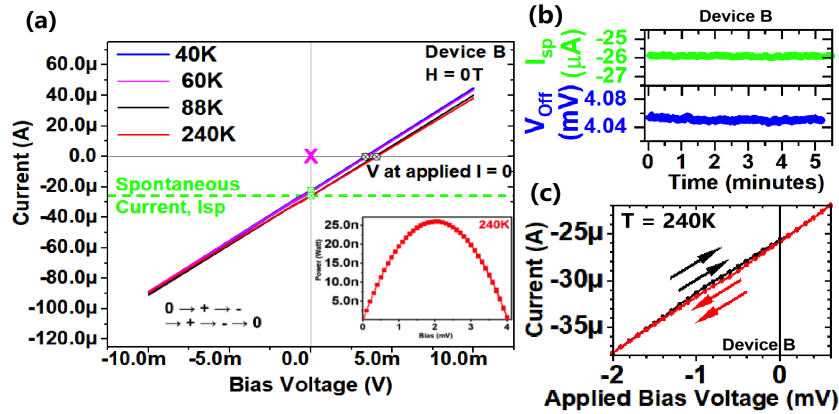 (a)
60.0μ
40.0μ
20.0μ
0.0
-20.0μ
-40.0μ
-60.0μ
-80.0μ
-100.0μ
-120.0μ
Current (A)
40K
60K
88K
240K
Device B
H = 0T
X
V at applied I = 0
Spontaneous
Current, Isp
0 → + → -
→ + → - → 0
-10.0m
-5.0m
0.0
5.0m
10.0m
Bias Voltage (V)
25.0n
20.0n
15.0n
10.0n
5.0n
Power (Watt)
240K
0 1 2 3 4
Bias (mV)
(b)
Device B
Isp
(μA)
-25
-26
-27
VOff
(mV)
4.08
4.04
0 1 2 3 4 5
Time (minutes)
(c)
T = 240K
-25μ
-30μ
-35μ
Current (A)
Device B
-2 -1 0
Applied Bias Voltage (mV)